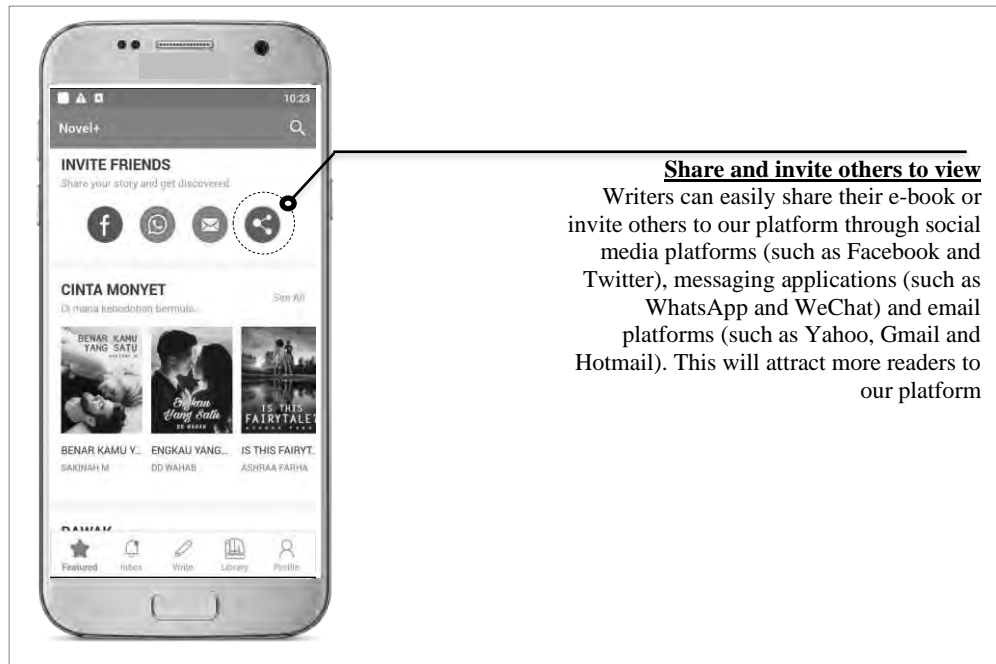 10:23
Novel+
INVITE FRIENDS
Share your story and get discovered
CINTA MONYET
See All
Di mana kebodohan bermula...
BENAR KAMU
YANG SATU
Engkau
Yang Satu
DD WAHAB
IS THIS
FAIRYTALE?
ASHRAA FARHA
BENAR KAMU Y...
ENGKAU YANG...
IS THIS FAIRYT..
SAKINAH M
DD WAHAB
ASHRAA FARHA
DAWAK
Featured
Inbox
Write
Library
Profile
Share and invite others to view
Writers can easily share their e-book or
invite others to our platform through social
media platforms (such as Facebook and
Twitter), messaging applications (such as
WhatsApp and WeChat) and email
platforms (such as Yahoo, Gmail and
Hotmail). This will attract more readers to
our platform